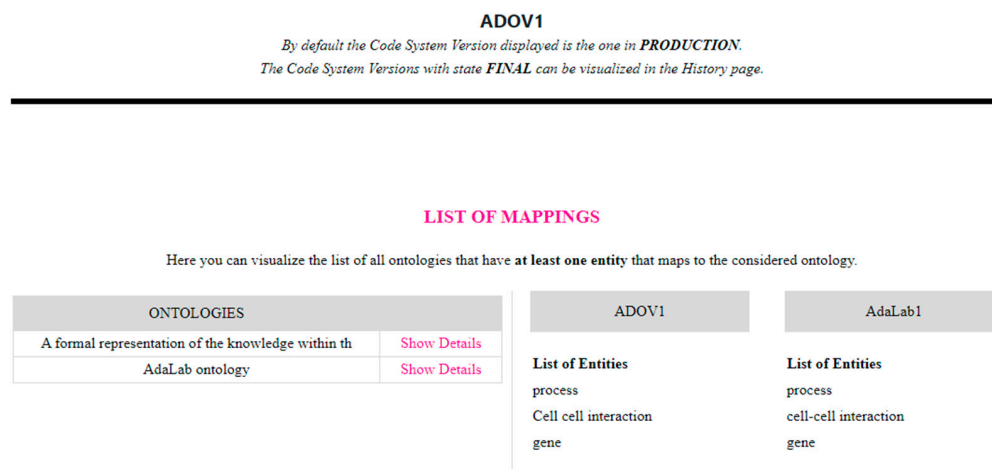 ADOV1
By default the Code System Version displayed is the one in PRODUCTION.
The Code System Versions with state FINAL can be visualized in the History page.
LIST OF MAPPINGS
Here you can visualize the list of all ontologies that have at least one entity that maps to the considered ontology.
ONTOLOGIES
A formal representation of the knowledge within th Show Details
AdaLab ontology Show Details
ADOV1 AdaLab1
List of Entities List of Entities
process process
Cell cell interaction cell-cell interaction
gene gene